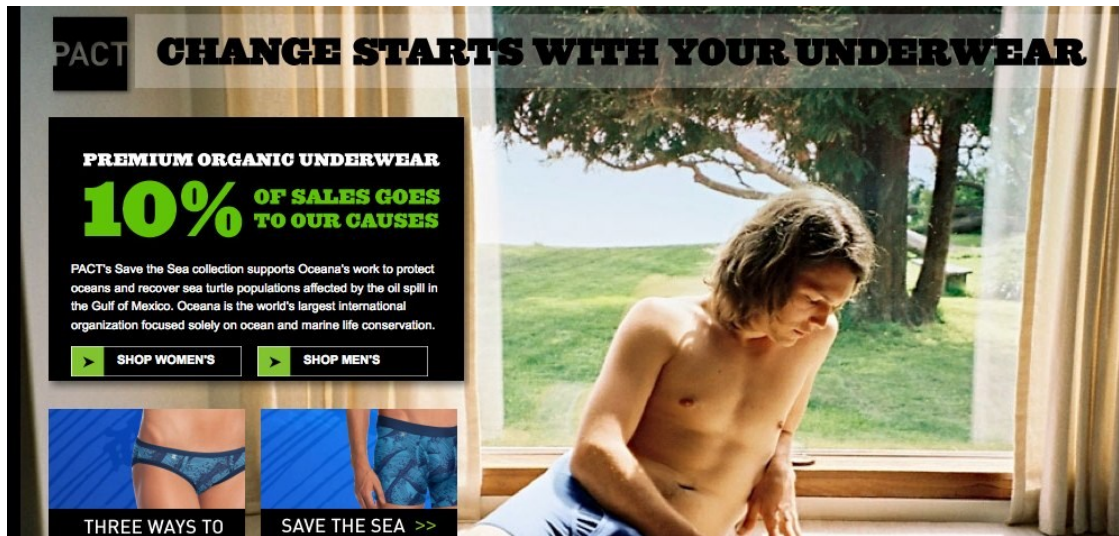 PACT
CHANGE STARTS WITH YOUR UNDERWEAR
PREMIUM ORGANIC UNDERWEAR
10% OF SALES GOES
TO OUR CAUSES
PACT's Save the Sea collection supports Oceana's work to protect
oceans and recover sea turtle populations affected by the oil spill in
the Gulf of Mexico. Oceana is the world's largest international
organization focused solely on ocean and marine life conservation.
➤ SHOP WOMEN'S
➤ SHOP MEN'S
THREE WAYS TO
SAVE THE SEA >>